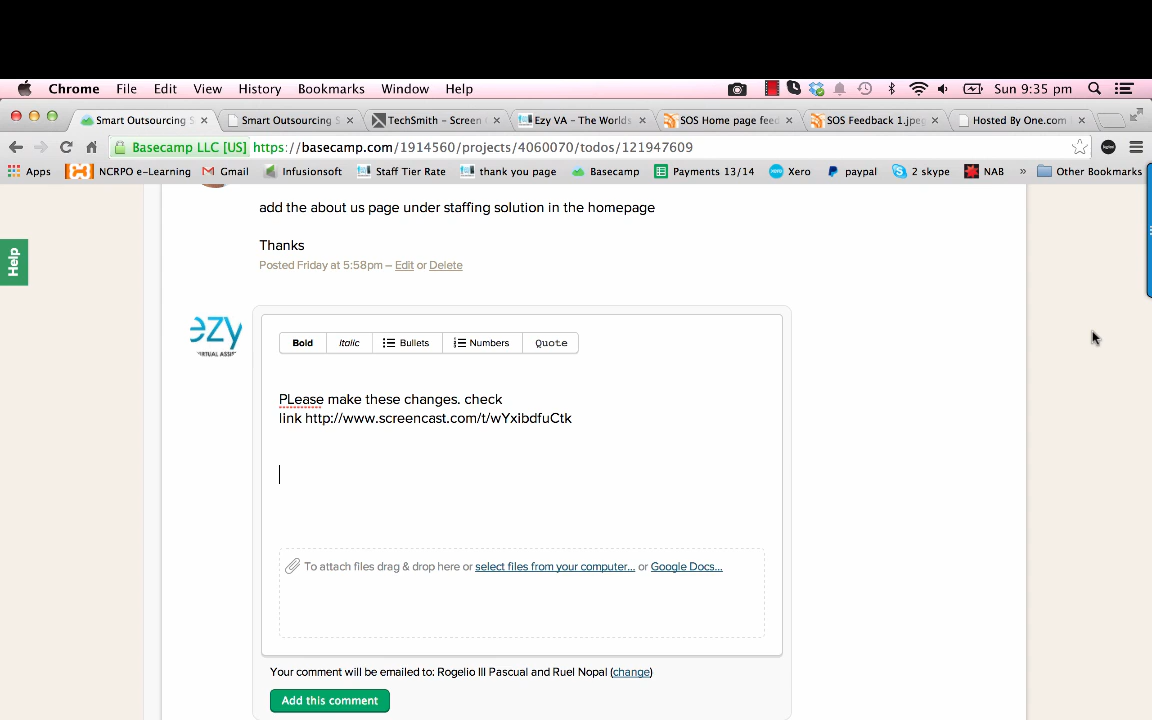 Chrome File Edit View History Bookmarks Window Help Sun 9:35 pm
Smart Outsourcing S Smart Outsourcing S TechSmith - Screen Ezy VA - The Worlds SOS Home page feed SOS Feedback 1.jpeg Hosted By One.com
Basecamp LLC [US] https://basecamp.com/1914560/projects/4060070/todos/121947609
Apps NCRPO e-Learning Gmail Infusionsoft Staff Tier Rate thank you page Basecamp Payments 13/14 Xero paypal 2 skype NAB » Other Bookmarks
add the about us page under staffing solution in the homepage
Thanks
Posted Friday at 5:58pm – Edit or Delete
Help
ezy
VIRTUAL ASSIS
Bold Italic Bullets Numbers Quote
PLease make these changes. check
link http://www.screencast.com/t/wYxibdfuCtk
To attach files drag & drop here or select files from your computer... or Google Docs...
Your comment will be emailed to: Rogelio III Pascual and Ruel Nopal (change)
Add this comment